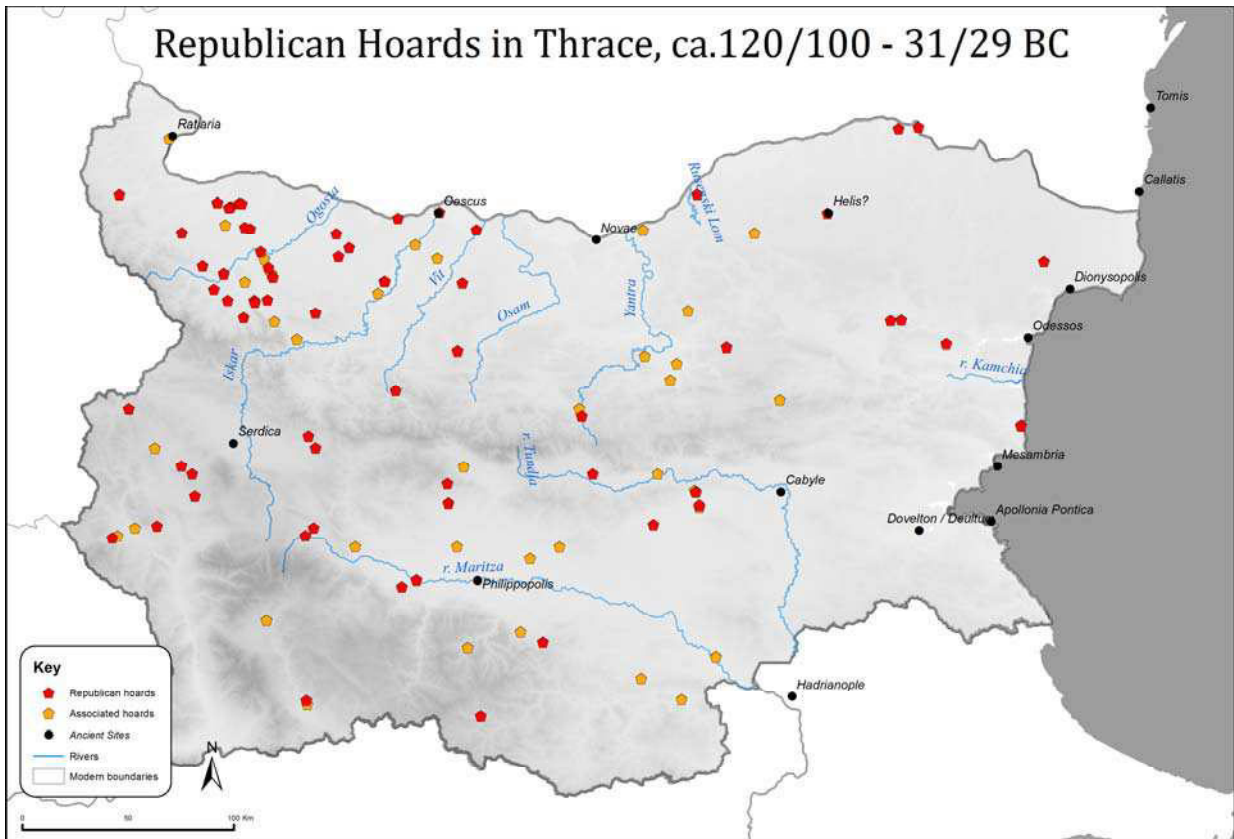 Republican Hoards in Thrace, ca.120/100 - 31/29 BC
Tomis
Ratiaria
Callatis
Rusenski Lom
Ogosta
Oescus
Helis?
Novae
Vit
Yantra
Dionysopolis
Osam
Odessos
Iskar
r. Kamchia
Serdica
r. Tundja
Mesambria
Cabyle
Apollonia Pontica
Dovelton / Deultum
r. Maritza
Philippopolis
Hadrianople
Key
Republican hoards
Associated hoards
Ancient Sites
Rivers
Modern boundaries
N
0 50 100 Km